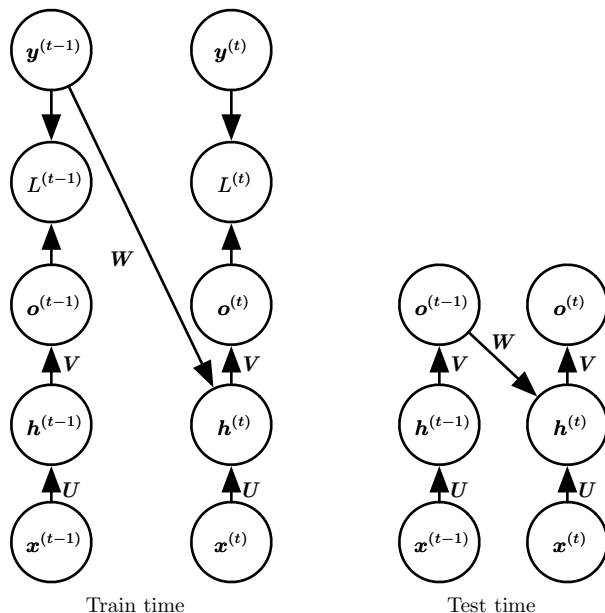 y^(t−1) y^(t)
L^(t−1) L^(t)
W
o^(t−1) o^(t) o^(t−1) o^(t)
W
V V V V
h^(t−1) h^(t) h^(t−1) h^(t)
U U U U
x^(t−1) x^(t) x^(t−1) x^(t)
Train time Test time